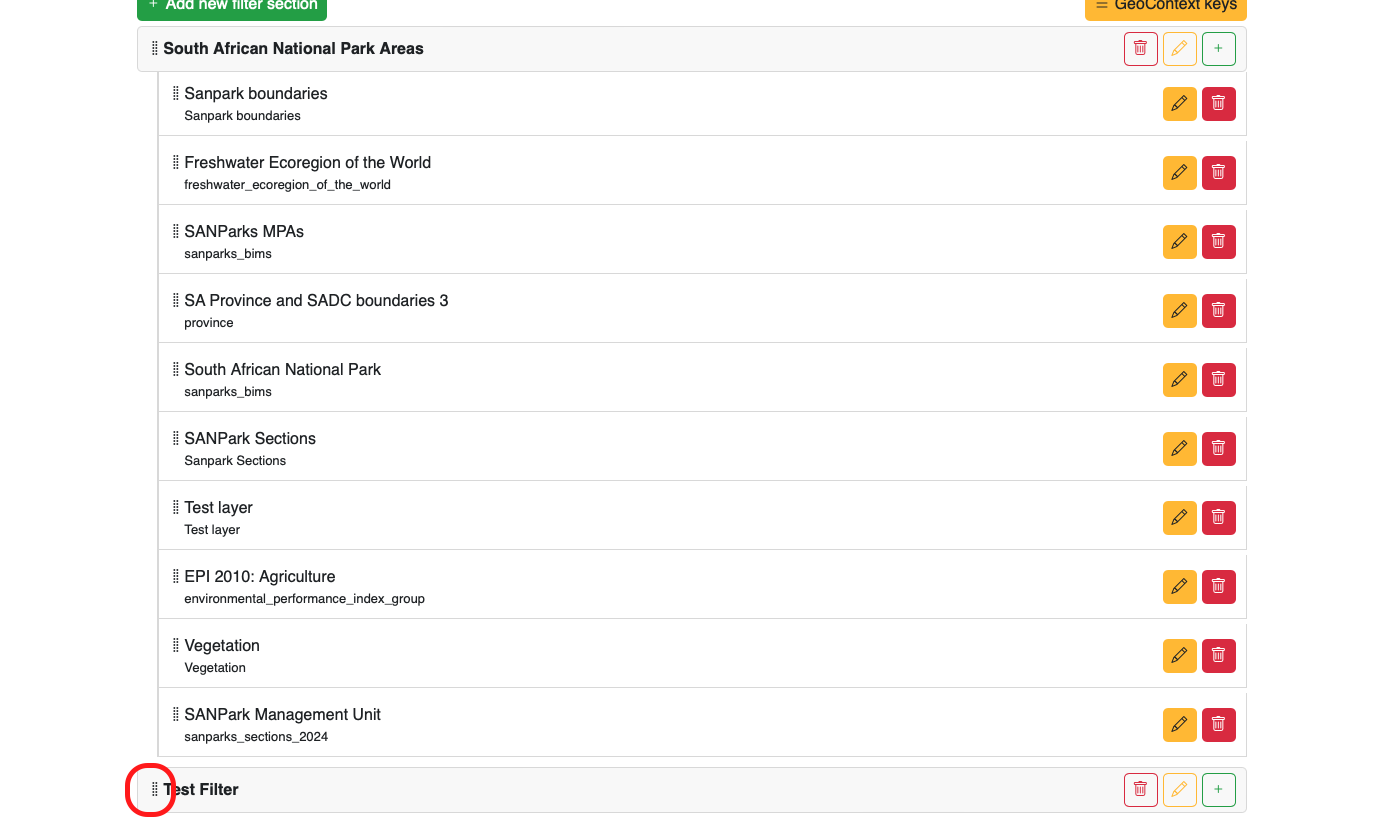 + Add new filter section
GeoContext keys
South African National Park Areas
+
Sanpark boundaries
Sanpark boundaries
Freshwater Ecoregion of the World
freshwater_ecoregion_of_the_world
SANParks MPAs
sanparks_bims
SA Province and SADC boundaries 3
province
South African National Park
sanparks_bims
SANPark Sections
Sanpark Sections
Test layer
Test layer
EPI 2010: Agriculture
environmental_performance_index_group
Vegetation
Vegetation
SANPark Management Unit
sanparks_sections_2024
Test Filter
+